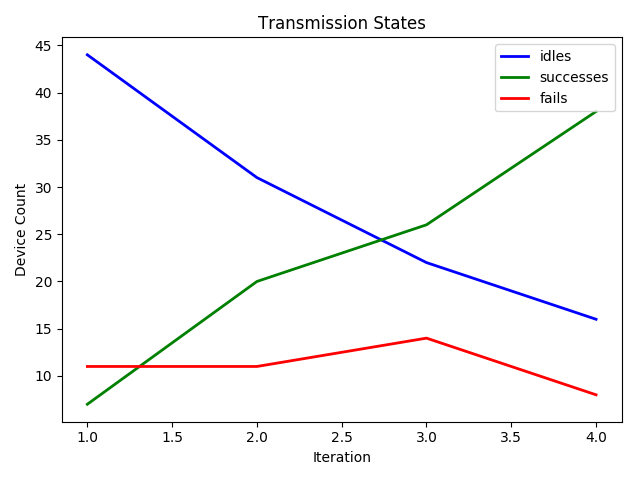 Transmission States
idles
successes
fails
45
40
35
30
25
20
15
10
Device Count
1.0 1.5 2.0 2.5 3.0 3.5 4.0
Iteration